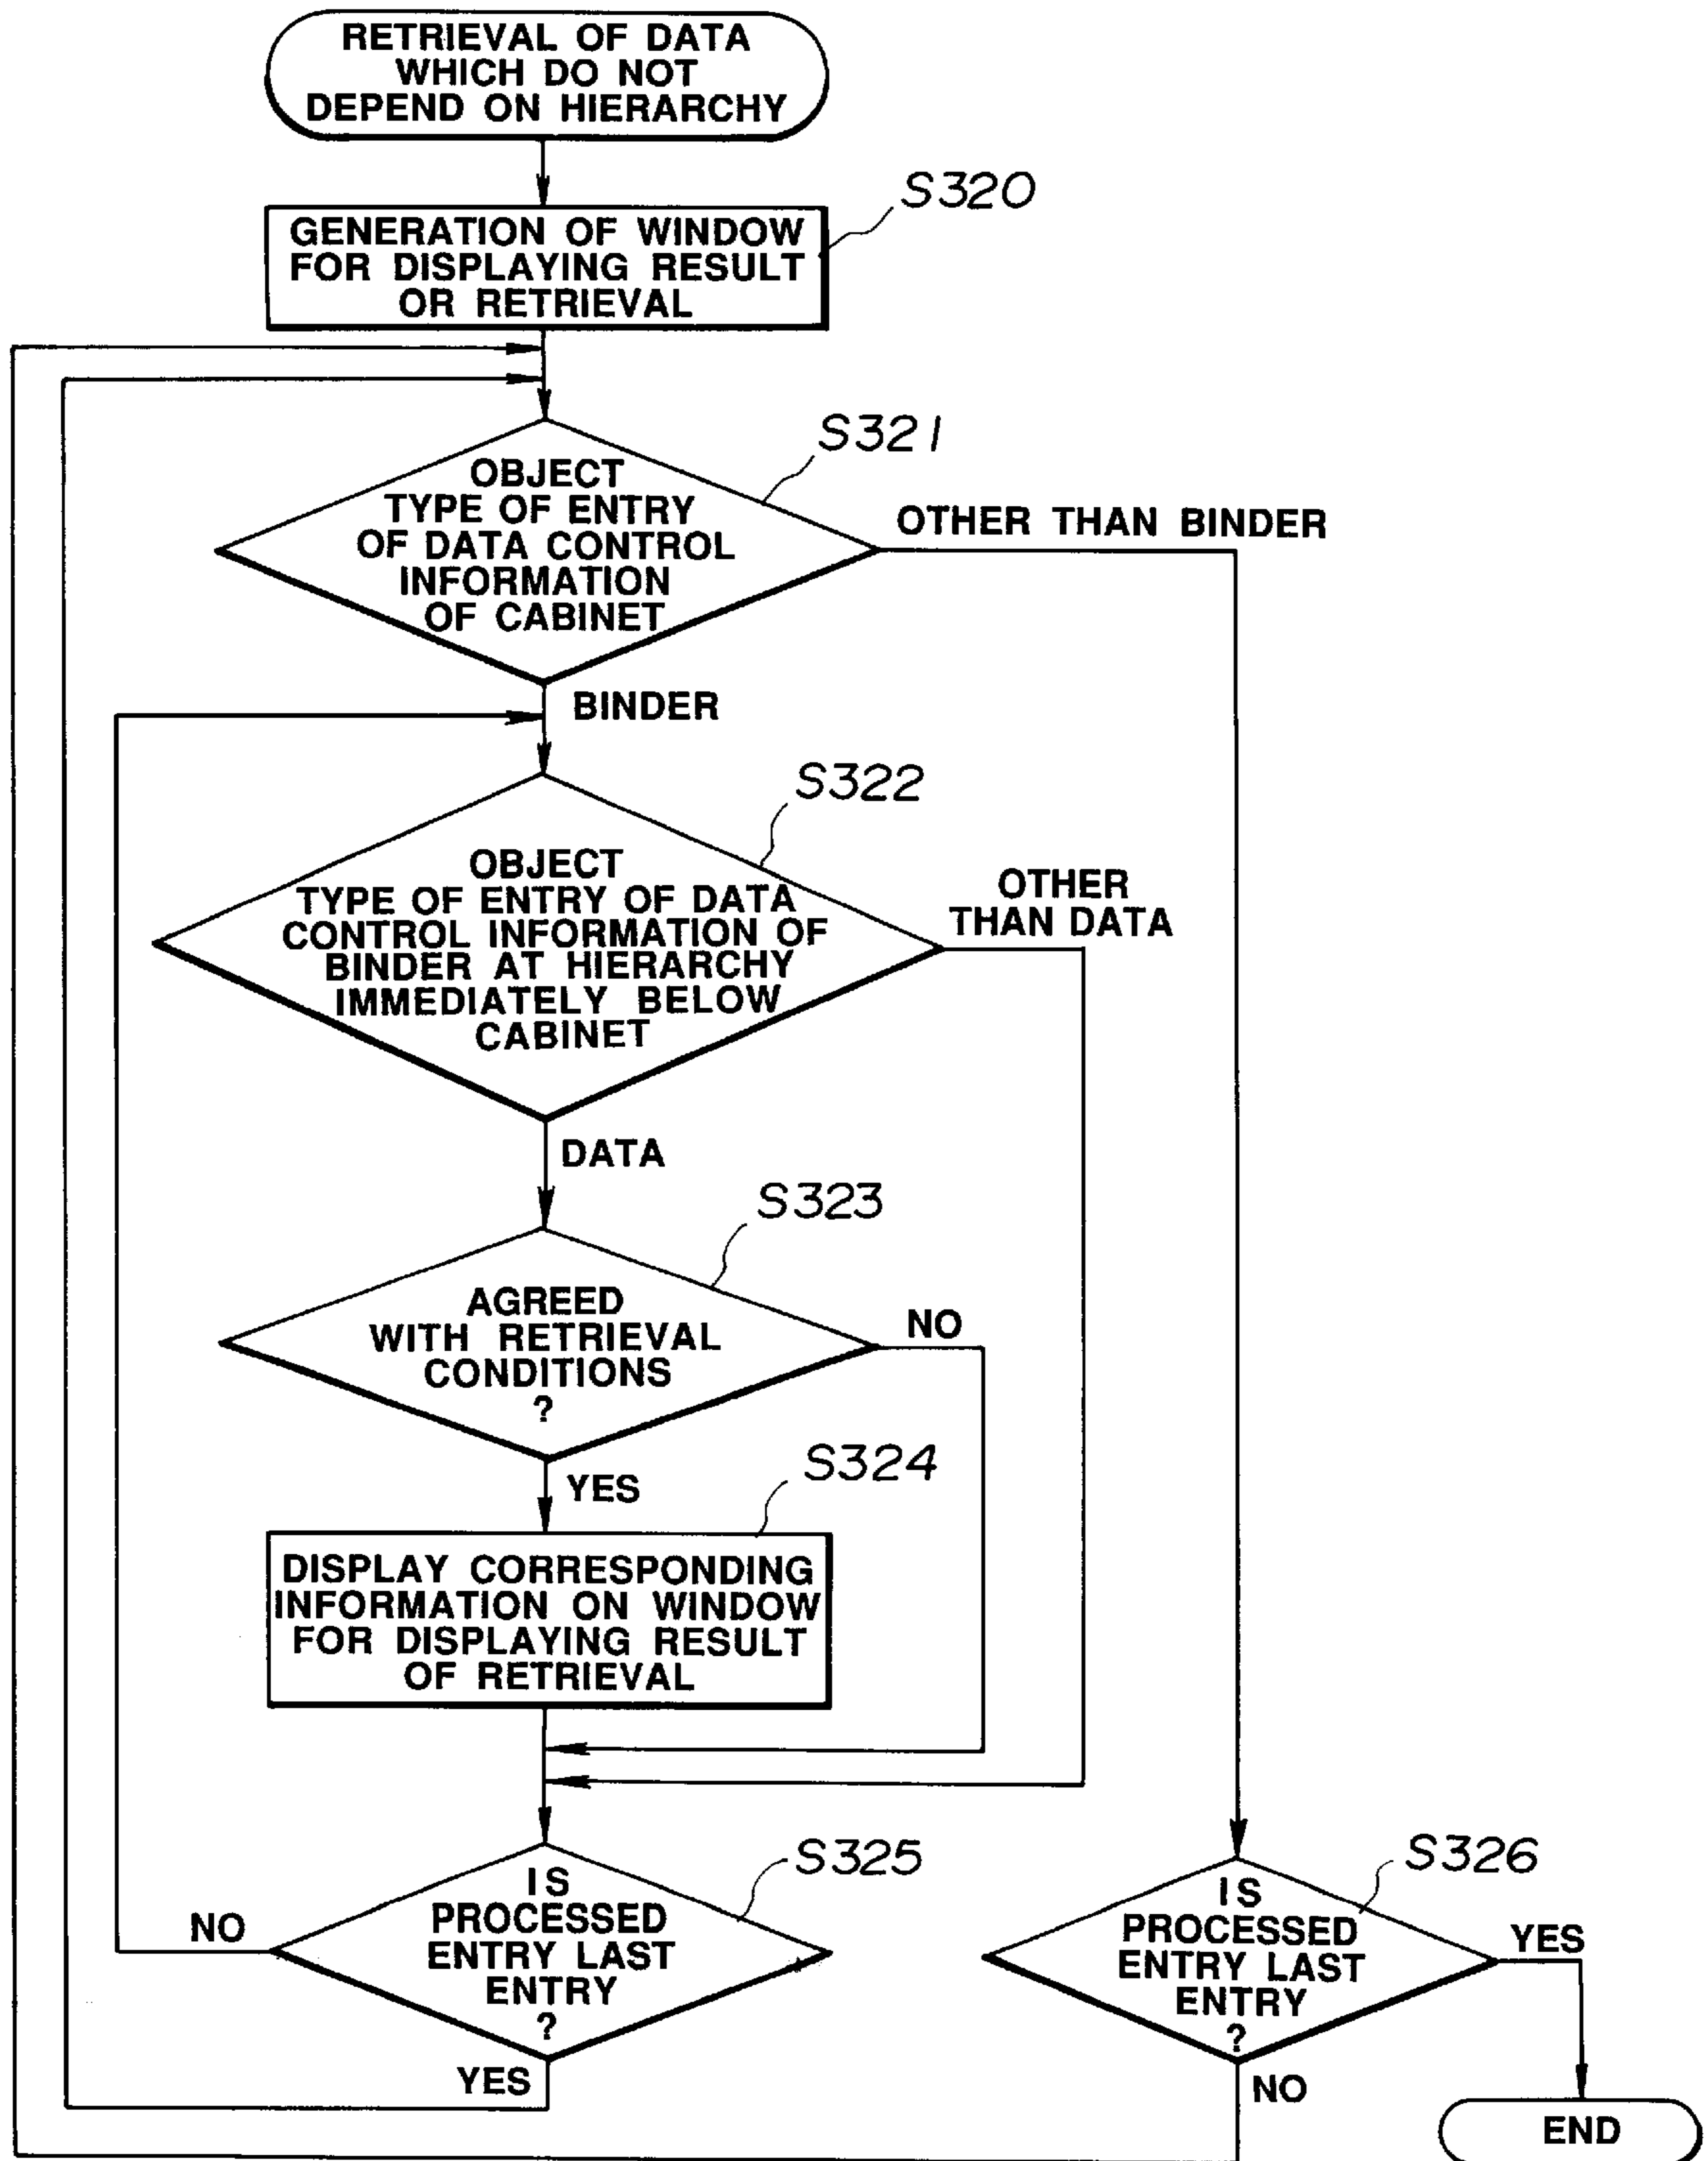 RETRIEVAL OF DATA
WHICH DO NOT
DEPEND ON HIERARCHY
S320
GENERATION OF WINDOW
FOR DISPLAYING RESULT
OR RETRIEVAL
S321
OBJECT
TYPE OF ENTRY
OF DATA CONTROL
INFORMATION
OF CABINET
OTHER THAN BINDER
BINDER
S322
OBJECT
TYPE OF ENTRY OF DATA
CONTROL INFORMATION OF
BINDER AT HIERARCHY
IMMEDIATELY BELOW
CABINET
OTHER
THAN DATA
DATA
S323
AGREED
WITH RETRIEVAL
CONDITIONS
?
NO
YES
S324
DISPLAY CORRESPONDING
INFORMATION ON WINDOW
FOR DISPLAYING RESULT
OF RETRIEVAL
S325
IS
PROCESSED
ENTRY LAST
ENTRY
?
NO
YES
S326
IS
PROCESSED
ENTRY LAST
ENTRY
?
YES
NO
END